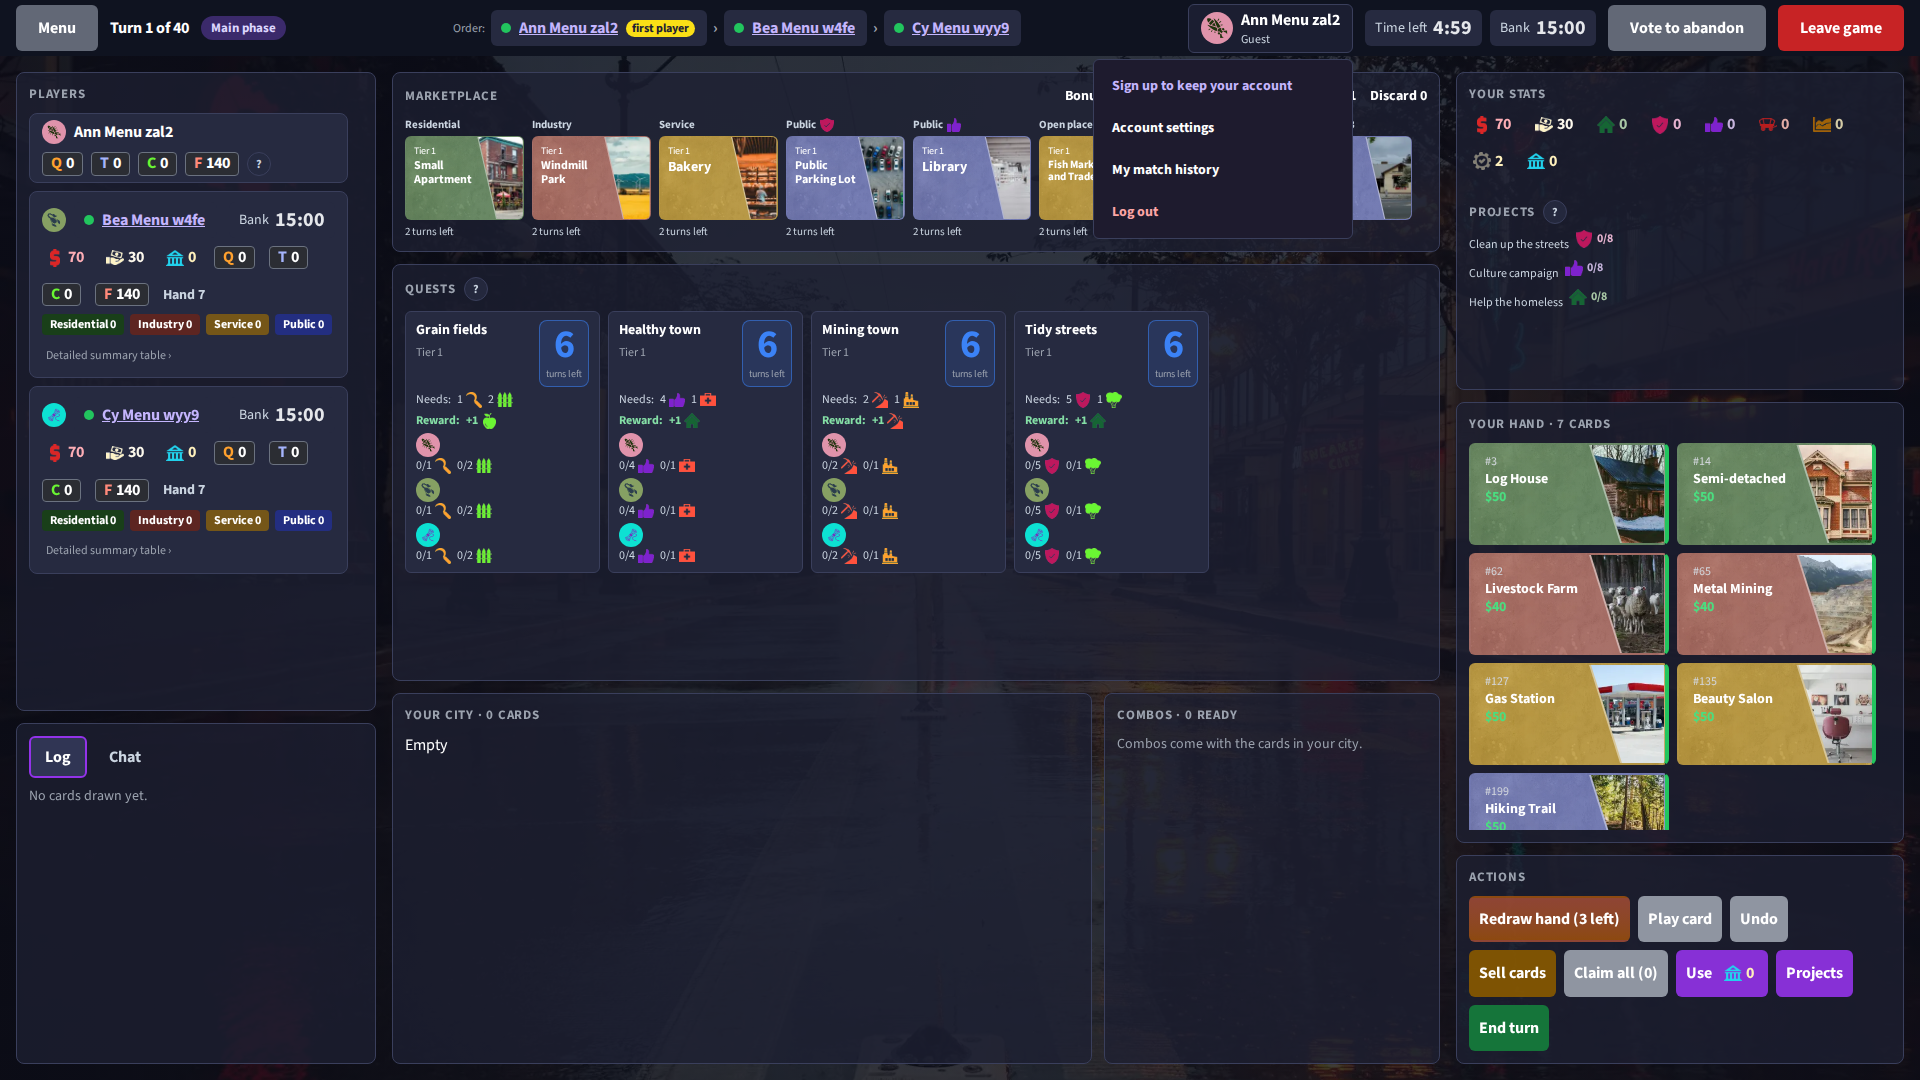 Menu
Turn 1 of 40
Main phase
Order:
Ann Menu zal2 first player › Bea Menu w4fe › Cy Menu wyy9
Ann Menu zal2
Guest
Time left 4:59
Bank 15:00
Vote to abandon
Leave game
Sign up to keep your account
Account settings
My match history
Log out
PLAYERS
Ann Menu zal2
Q 0 T 0 C 0 F 140 ?
Bea Menu w4fe Bank 15:00
70 30 0 Q 0 T 0
C 0 F 140 Hand 7
Residential 0 Industry 0 Service 0 Public 0
Detailed summary table ›
Cy Menu wyy9 Bank 15:00
70 30 0 Q 0 T 0
C 0 F 140 Hand 7
Residential 0 Industry 0 Service 0 Public 0
Detailed summary table ›
Log Chat
No cards drawn yet.
MARKETPLACE
Discard 0
Residential
Tier 1
Small
Apartment
2 turns left
Industry
Tier 1
Windmill
Park
2 turns left
Service
Tier 1
Bakery
2 turns left
Public
Tier 1
Public
Parking Lot
2 turns left
Public
Tier 1
Library
2 turns left
Open place
Tier 1
Fish Mark
and Trade
2 turns left
QUESTS ?
Grain fields
Tier 1
6
turns left
Needs: 1 2
Reward: +1
0/1 0/2
0/1 0/2
0/1 0/2
Healthy town
Tier 1
6
turns left
Needs: 4 1
Reward: +1
0/4 0/1
0/4 0/1
0/4 0/1
Mining town
Tier 1
6
turns left
Needs: 2 1
Reward: +1
0/2 0/1
0/2 0/1
0/2 0/1
Tidy streets
Tier 1
6
turns left
Needs: 5 1
Reward: +1
0/5 0/1
0/5 0/1
0/5 0/1
YOUR CITY · 0 CARDS
Empty
COMBOS · 0 READY
Combos come with the cards in your city.
YOUR STATS
70 30 0 0 0 0 0
2 0
PROJECTS ?
Clean up the streets 0/8
Culture campaign 0/8
Help the homeless 0/8
YOUR HAND · 7 CARDS
#3
Log House
$50
#14
Semi-detached
$50
#62
Livestock Farm
$40
#65
Metal Mining
$40
#127
Gas Station
$50
#135
Beauty Salon
$50
#199
Hiking Trail
$50
ACTIONS
Redraw hand (3 left) Play card Undo
Sell cards Claim all (0) Use 0 Projects
End turn